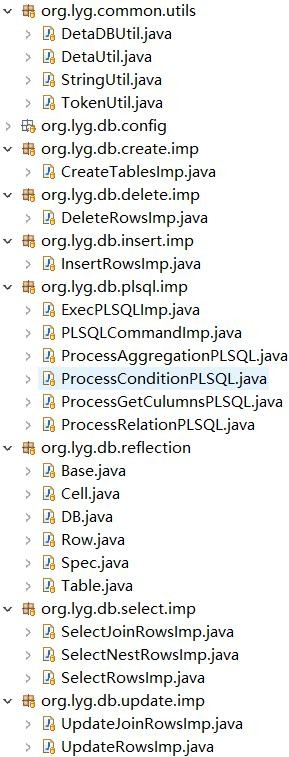 org.lyg.common.utils
DetaDBUtil.java
DetaUtil.java
StringUtil.java
TokenUtil.java
org.lyg.db.config
org.lyg.db.create.imp
CreateTablesImp.java
org.lyg.db.delete.imp
DeleteRowsImp.java
org.lyg.db.insert.imp
InsertRowsImp.java
org.lyg.db.plsql.imp
ExecPLSQLImp.java
PLSQLCommandImp.java
ProcessAggregationPLSQL.java
ProcessConditionPLSQL.java
ProcessGetCulumnsPLSQL.java
ProcessRelationPLSQL.java
org.lyg.db.reflection
Base.java
Cell.java
DB.java
Row.java
Spec.java
Table.java
org.lyg.db.select.imp
SelectJoinRowsImp.java
SelectNestRowsImp.java
SelectRowsImp.java
org.lyg.db.update.imp
UpdateJoinRowsImp.java
UpdateRowsImp.java